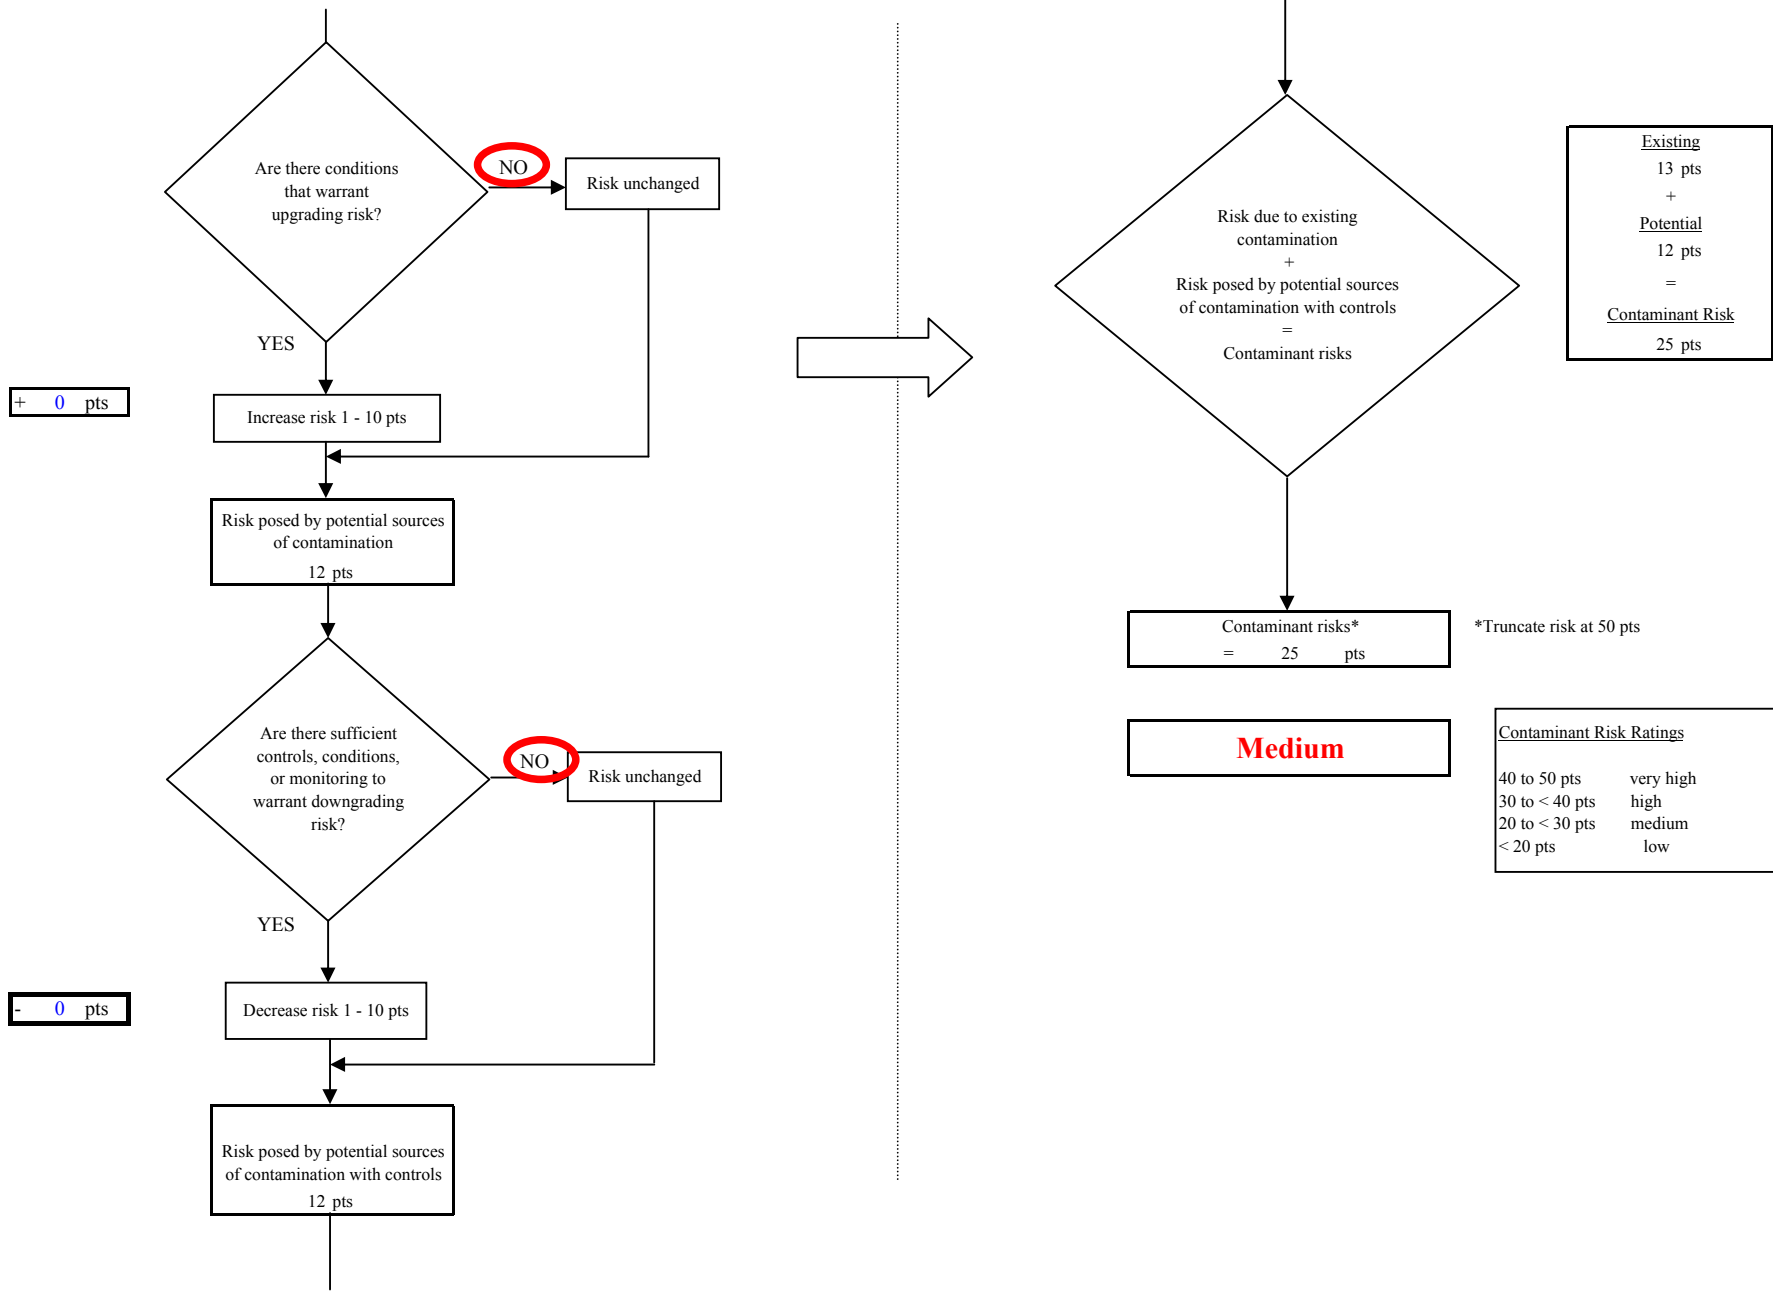 Are there conditions
that warrant
upgrading risk?
NO
Risk unchanged
YES
+ 0 pts
Increase risk 1 - 10 pts
Risk posed by potential sources
of contamination
12 pts
Are there sufficient
controls, conditions,
or monitoring to
warrant downgrading
risk?
NO
Risk unchanged
YES
- 0 pts
Decrease risk 1 - 10 pts
Risk posed by potential sources
of contamination with controls
12 pts
Risk due to existing
contamination
+
Risk posed by potential sources
of contamination with controls
=
Contaminant risks
Existing
13 pts
+
Potential
12 pts
=
Contaminant Risk
25 pts
Contaminant risks*
= 25 pts
*Truncate risk at 50 pts
Medium
Contaminant Risk Ratings
40 to 50 pts very high
30 to < 40 pts high
20 to < 30 pts medium
< 20 pts low